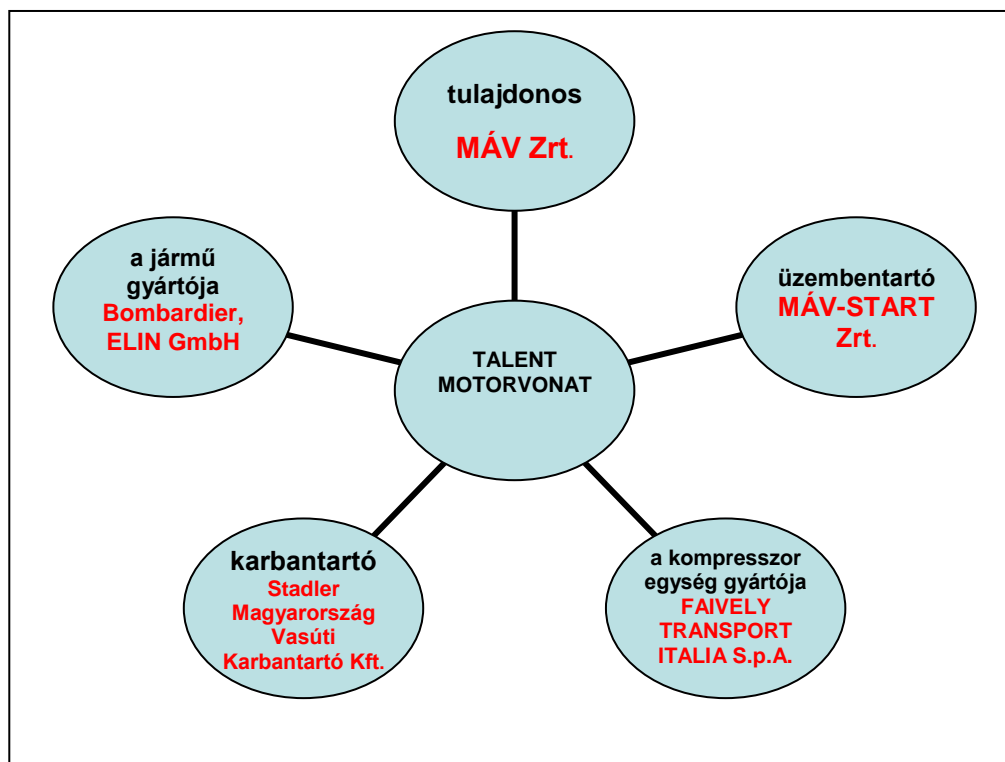 tulajdonos
MÁV Zrt.
a jármű
gyártója
Bombardier,
ELIN GmbH
üzembentartó
MÁV-START
Zrt.
TALENT
MOTORVONAT
karbantartó
Stadler
Magyarország
Vasúti
Karbantartó Kft.
a kompresszor
egység gyártója
FAIVELY
TRANSPORT
ITALIA S.p.A.